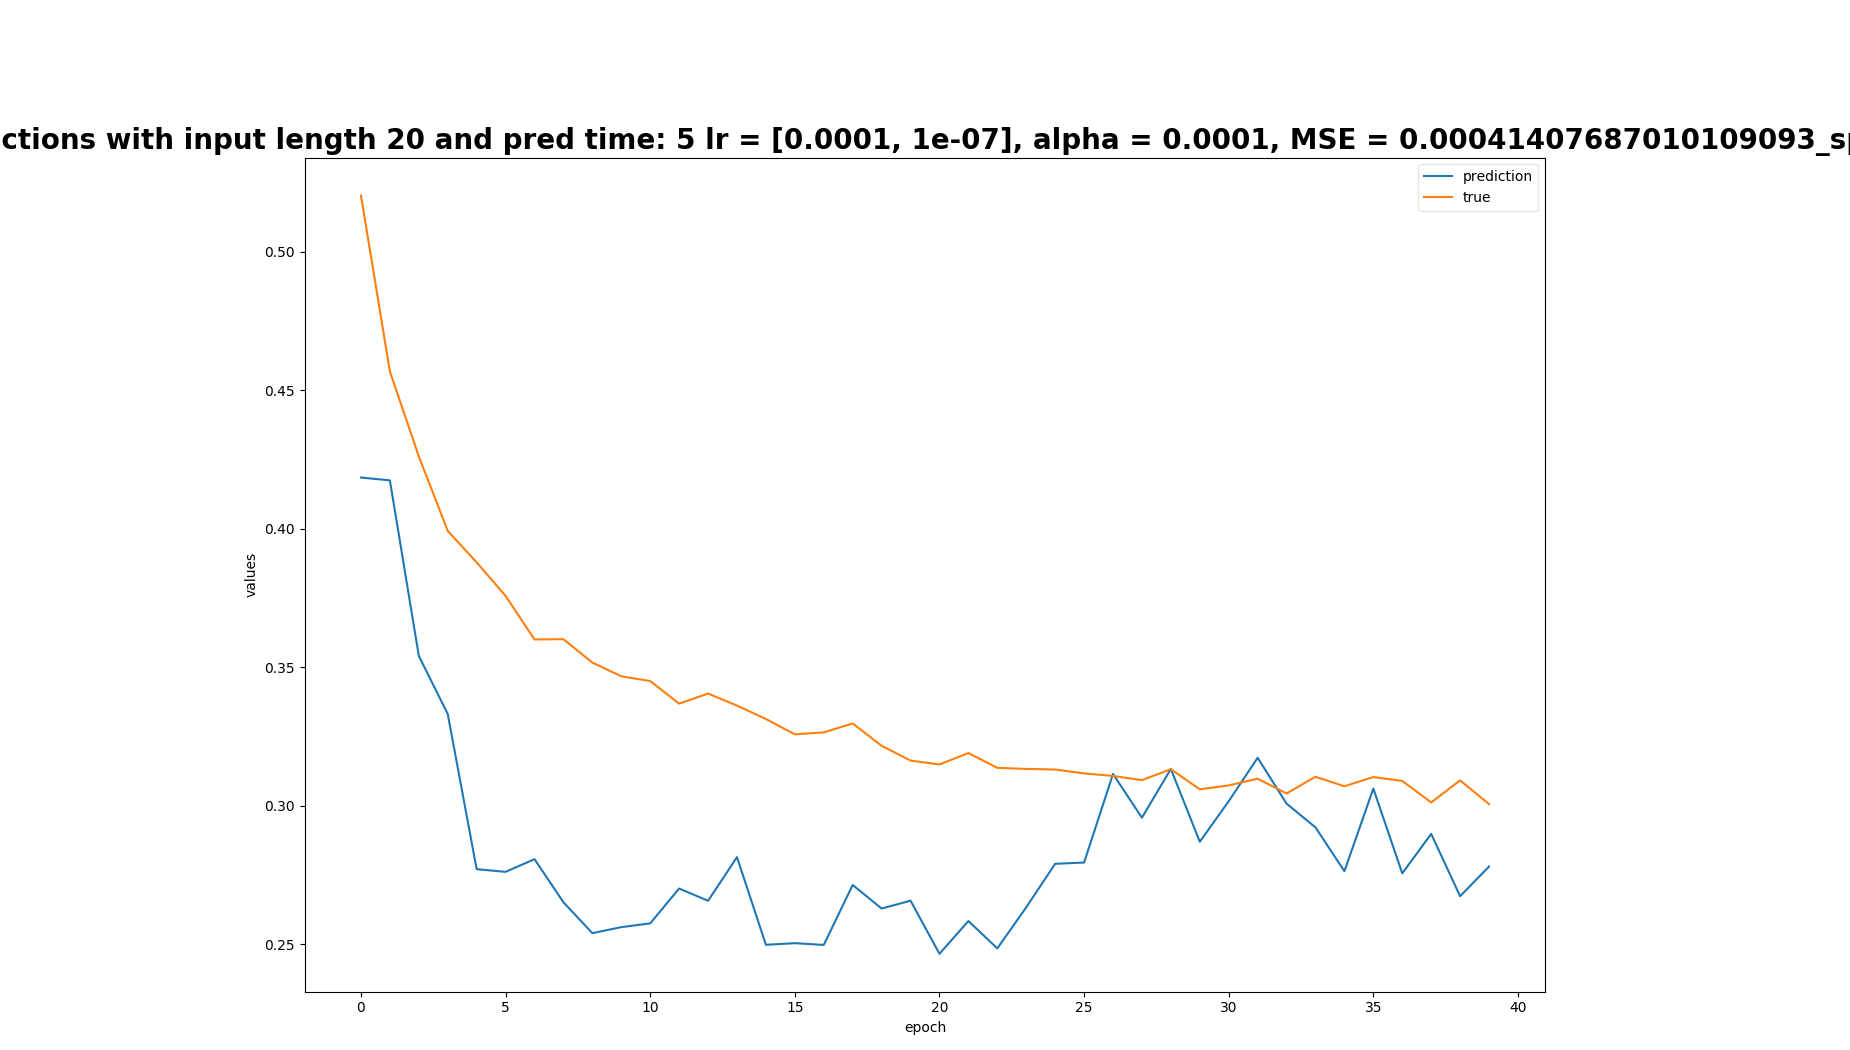 ctions with input length 20 and pred time: 5 lr = [0.0001, 1e-07], alpha = 0.0001, MSE = 0.00041407687010109093_sp
prediction
true
0.50
0.45
0.40
0.35
0.30
0.25
values
0 5 10 15 20 25 30 35 40
epoch